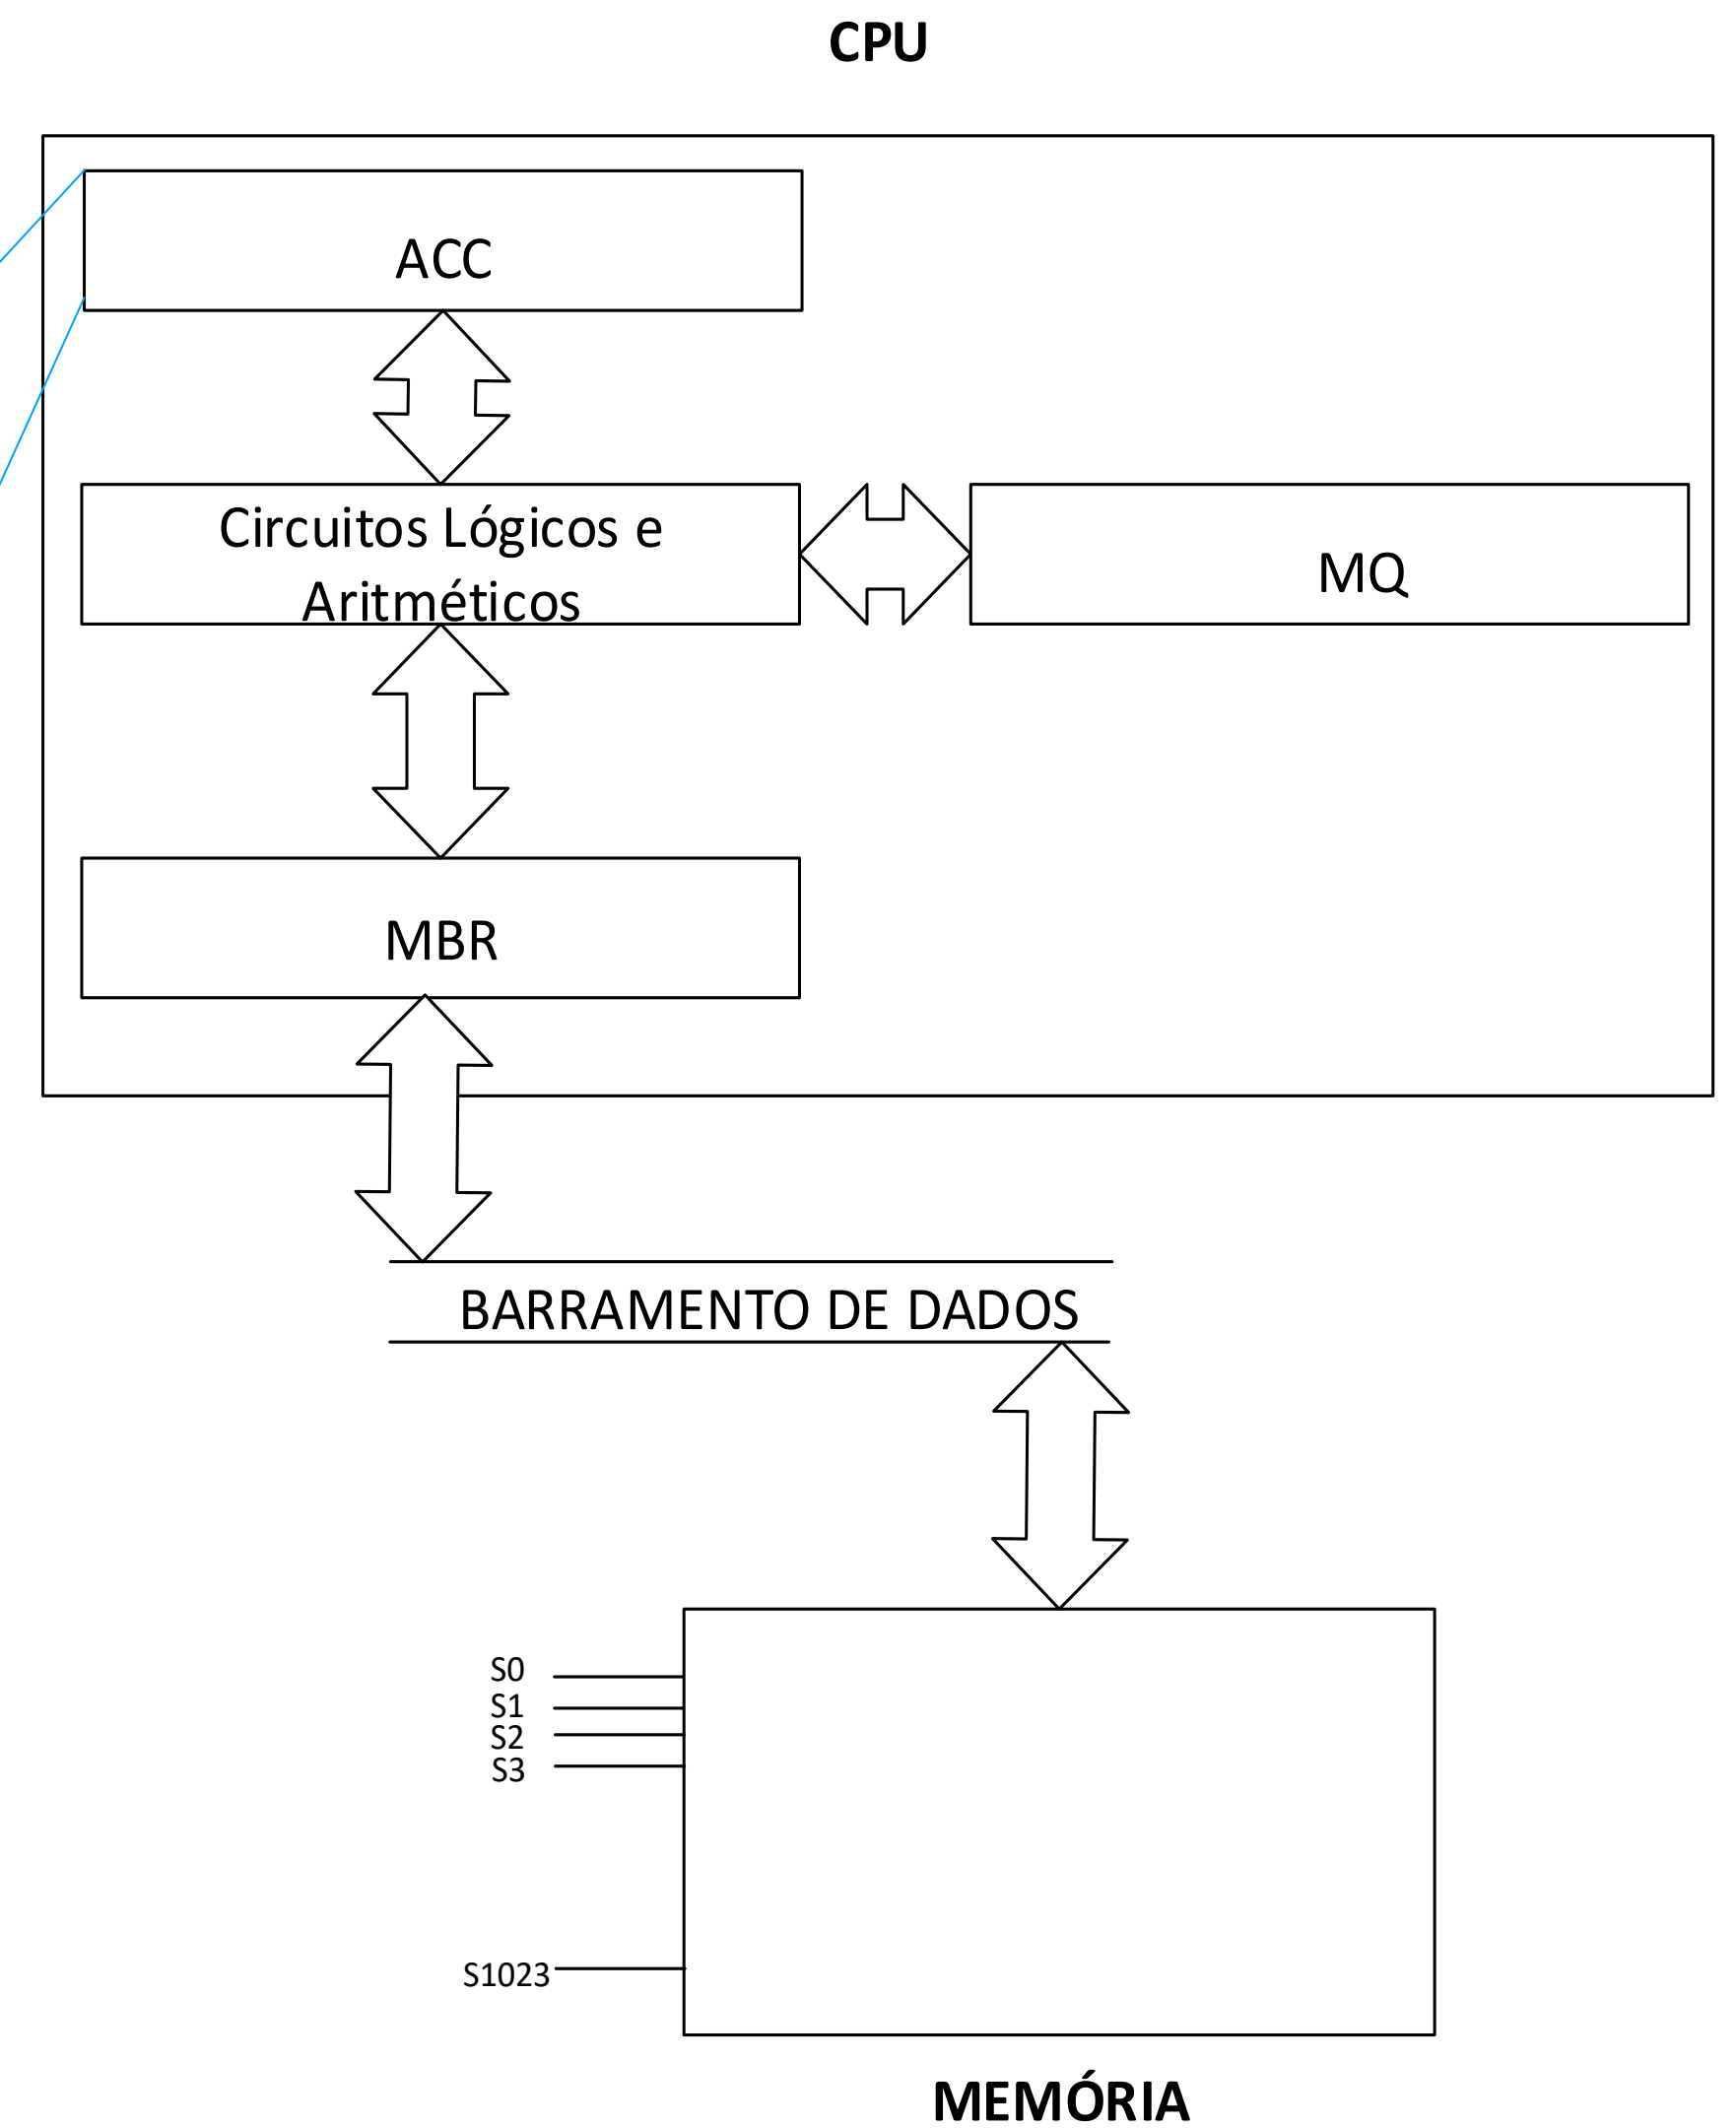 CPU
ACC
Circuitos Lógicos e
Aritméticos
MQ
MBR
BARRAMENTO DE DADOS
S0
S1
S2
S3
S1023
MEMÓRIA